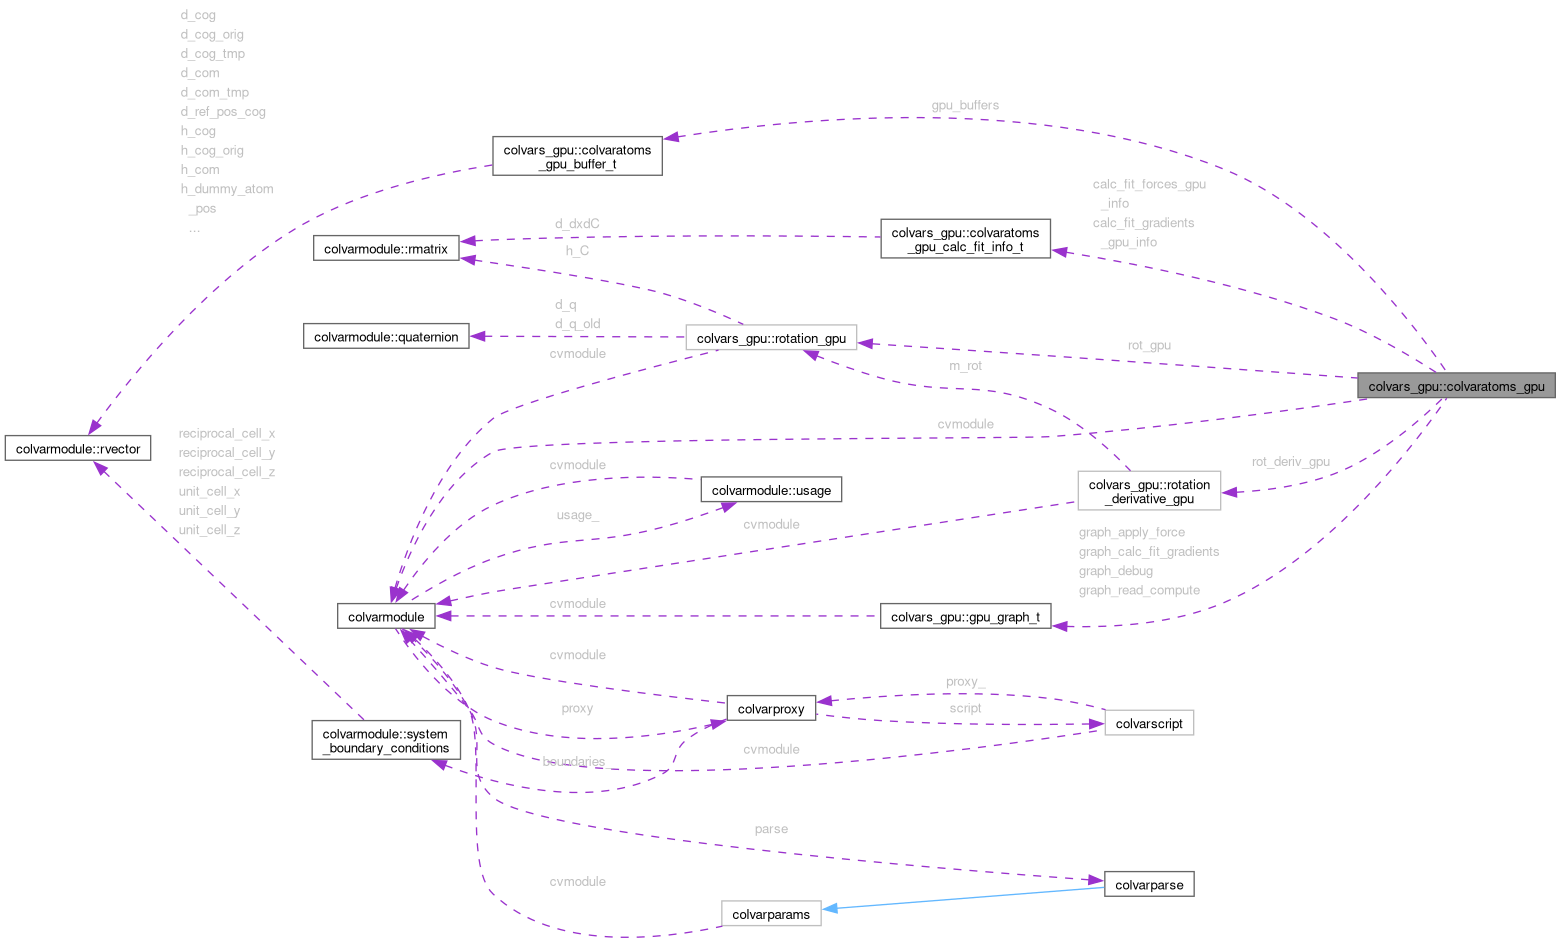 d_cog
d_cog_orig
d_cog_tmp
d_com
d_com_tmp
d_ref_pos_cog
h_cog
h_cog_orig
h_com
h_dummy_atom
_pos
...
gpu_buffers
colvars_gpu::colvaratoms
_gpu_buffer_t
calc_fit_forces_gpu
_info
calc_fit_gradients
_gpu_info
d_dxdC
colvars_gpu::colvaratoms
_gpu_calc_fit_info_t
colvarmodule::rmatrix
h_C
d_q
d_q_old
colvarmodule::quaternion
colvars_gpu::rotation_gpu
cvmodule
rot_gpu
m_rot
colvars_gpu::colvaratoms_gpu
cvmodule
colvarmodule::rvector
reciprocal_cell_x
reciprocal_cell_y
reciprocal_cell_z
unit_cell_x
unit_cell_y
unit_cell_z
cvmodule
colvarmodule::usage
rot_deriv_gpu
colvars_gpu::rotation
_derivative_gpu
usage_
cvmodule
graph_apply_force
graph_calc_fit_gradients
graph_debug
graph_read_compute
colvarmodule
cvmodule
colvars_gpu::gpu_graph_t
cvmodule
proxy_
colvarproxy
proxy
script
colvarscript
colvarmodule::system
_boundary_conditions
cvmodule
boundaries_
parse
cvmodule
colvarparse
colvarparams